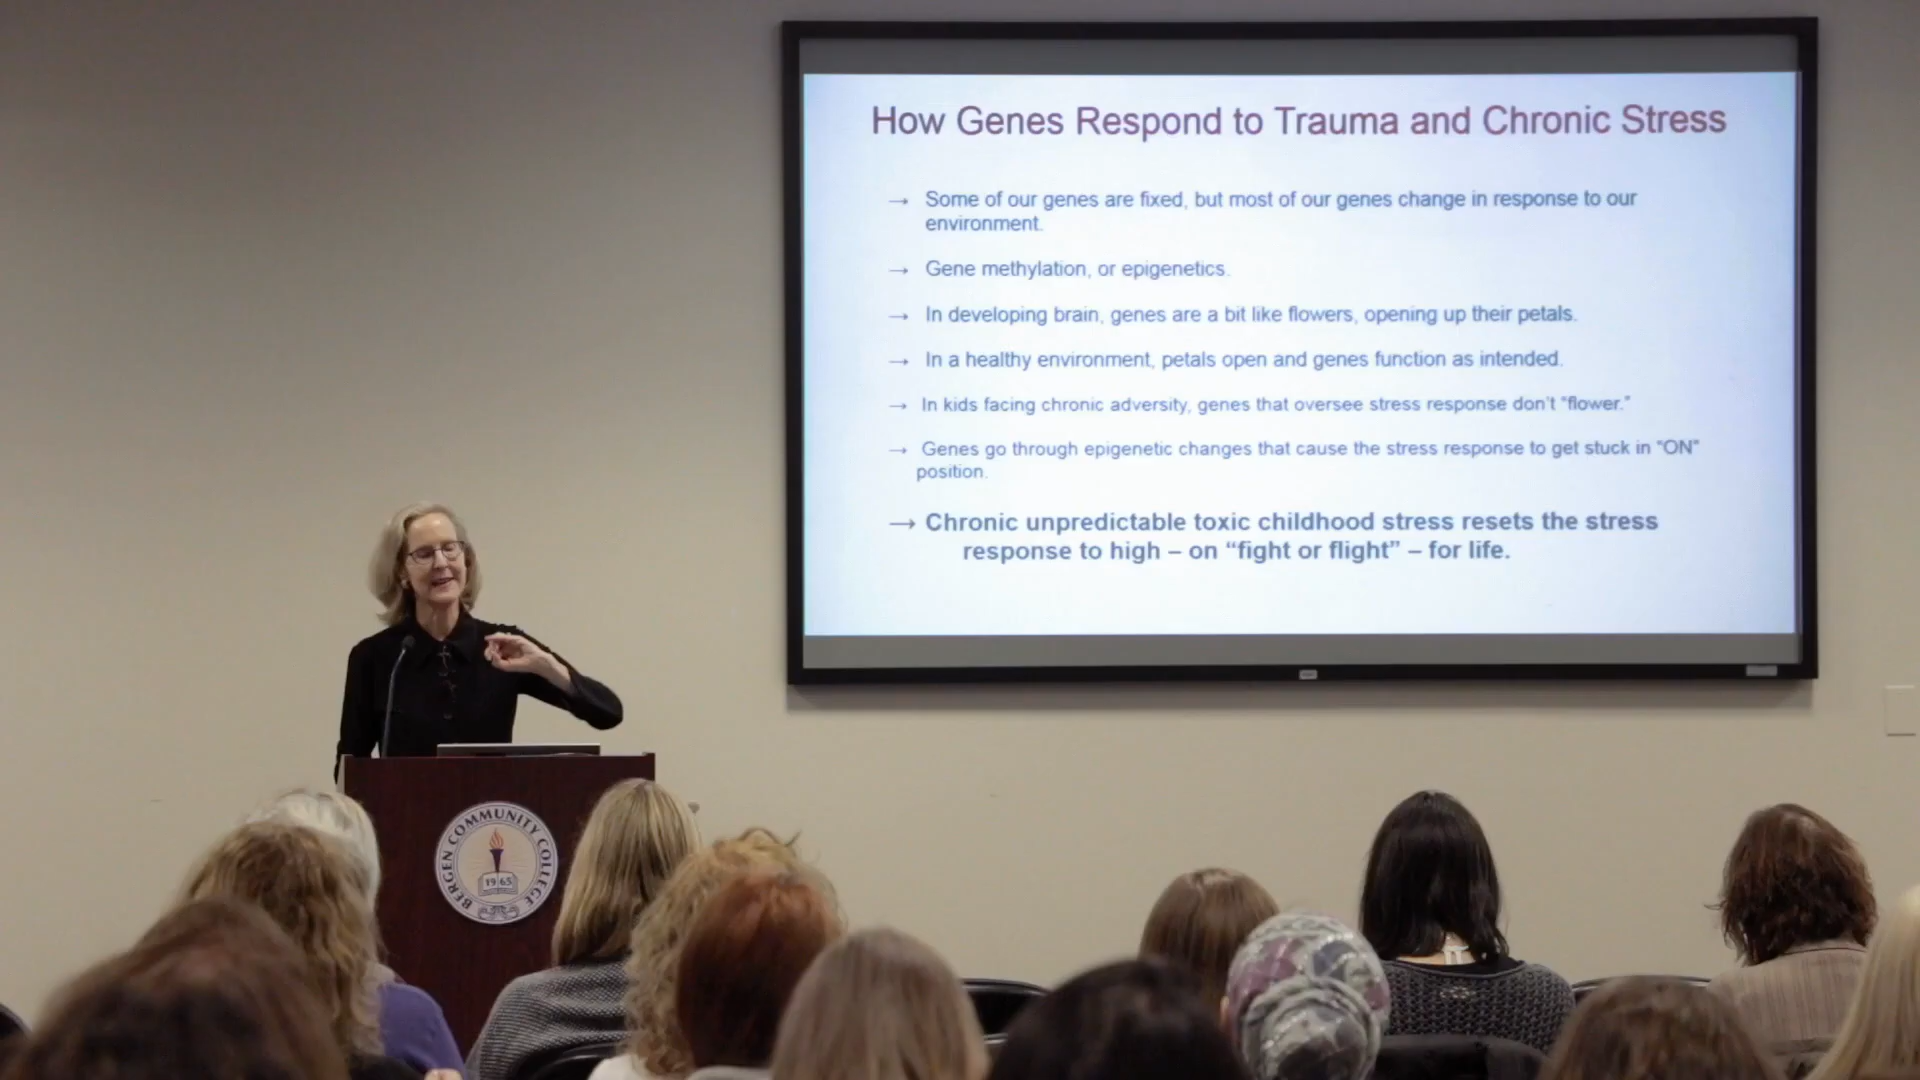 How Genes Respond to Trauma and Chronic Stress
→ Some of our genes are fixed, but most of our genes change in response to our
environment.
→ Gene methylation, or epigenetics.
→ In developing brain, genes are a bit like flowers, opening up their petals.
→ In a healthy environment, petals open and genes function as intended.
→ In kids facing chronic adversity, genes that oversee stress response don't "flower."
→ Genes go through epigenetic changes that cause the stress response to get stuck in "ON"
position.
→ Chronic unpredictable toxic childhood stress resets the stress
response to high – on "fight or flight" – for life.
BERGEN COMMUNITY COLLEGE
1965